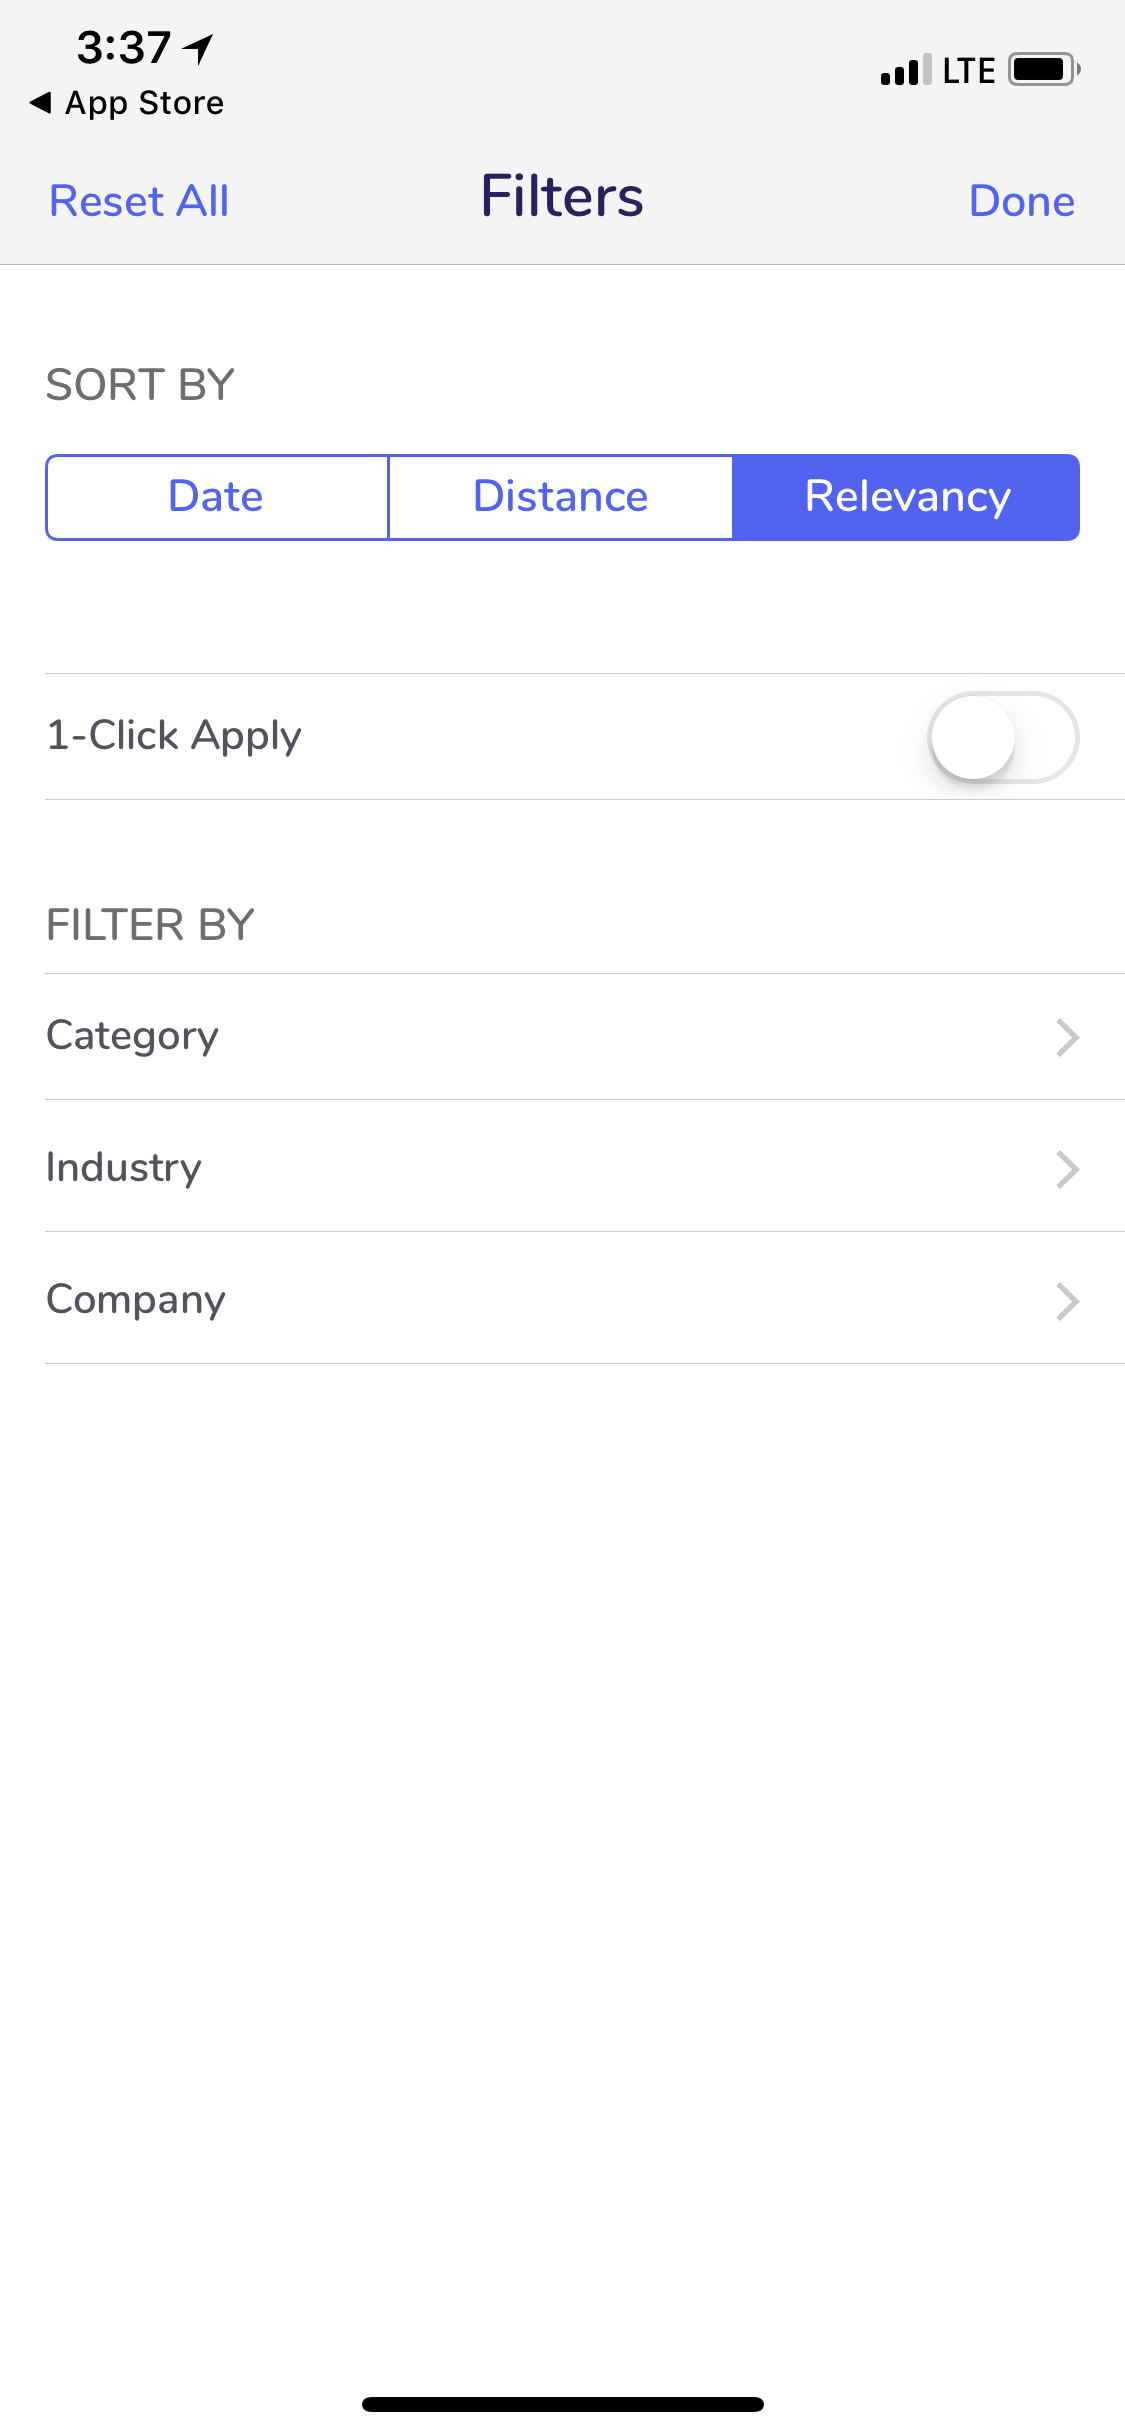 3:37
LTE
App Store
Reset All
Filters
Done
SORT BY
Date
Distance
Relevancy
1-Click Apply
FILTER BY
Category
Industry
Company